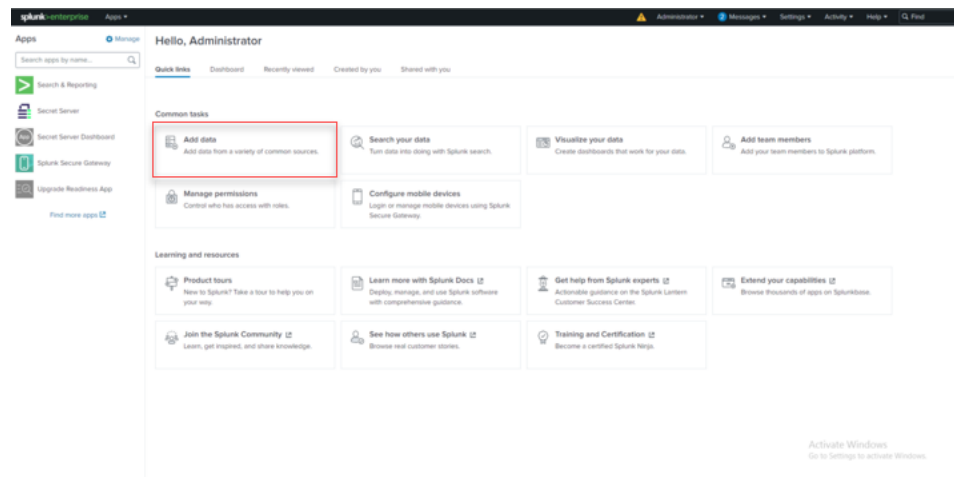 splunk>enterprise Apps ▾ Administrator ▾ 2 Messages ▾ Settings ▾ Activity ▾ Help ▾ Find
Apps Manage
Search apps by name...
Search & Reporting
Secret Server
Secret Server Dashboard
Splunk Secure Gateway
Upgrade Readiness App
Find more apps
Hello, Administrator
Quick links Dashboard Recently viewed Created by you Shared with you
Common tasks
Add data
Add data from a variety of common sources.
Search your data
Turn data into doing with Splunk search.
Visualize your data
Create dashboards that work for your data.
Add team members
Add your team members to Splunk platform.
Manage permissions
Control who has access with roles.
Configure mobile devices
Login or manage mobile devices using Splunk
Secure Gateway.
Learning and resources
Product tours
New to Splunk? Take a tour to help you on
your way.
Learn more with Splunk Docs
Deploy, manage, and use Splunk software
with comprehensive guidance.
Get help from Splunk experts
Actionable guidance on the Splunk Lantern
Customer Success Center.
Extend your capabilities
Browse thousands of apps on Splunkbase.
Join the Splunk Community
Learn, get inspired, and share knowledge.
See how others use Splunk
Browse real customer stories.
Training and Certification
Become a certified Splunk Ninja.
Activate Windows
Go to Settings to activate Windows.